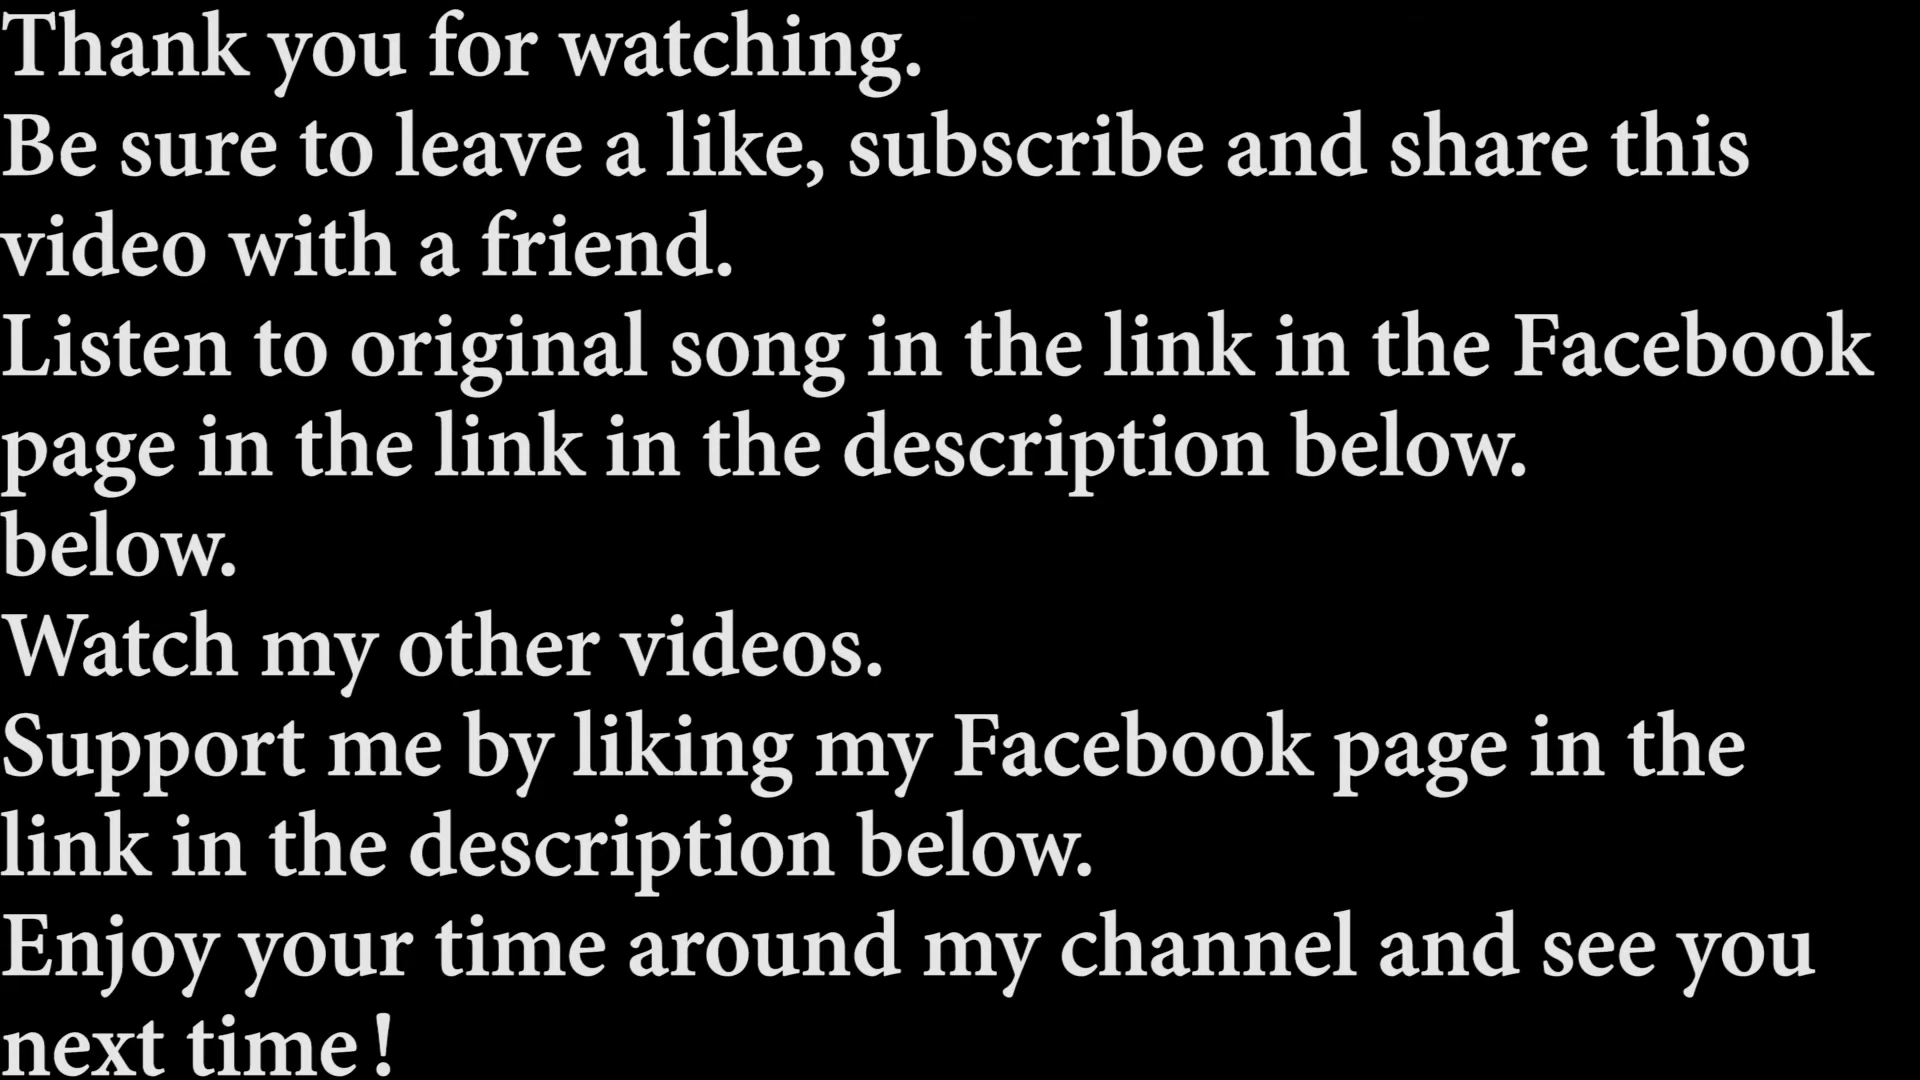 Thank you for watching.
Be sure to leave a like, subscribe and share this
video with a friend.
Listen to original song in the link in the Facebook
page in the link in the description below.
below.
Watch my other videos.
Support me by liking my Facebook page in the
link in the description below.
Enjoy your time around my channel and see you
next time!